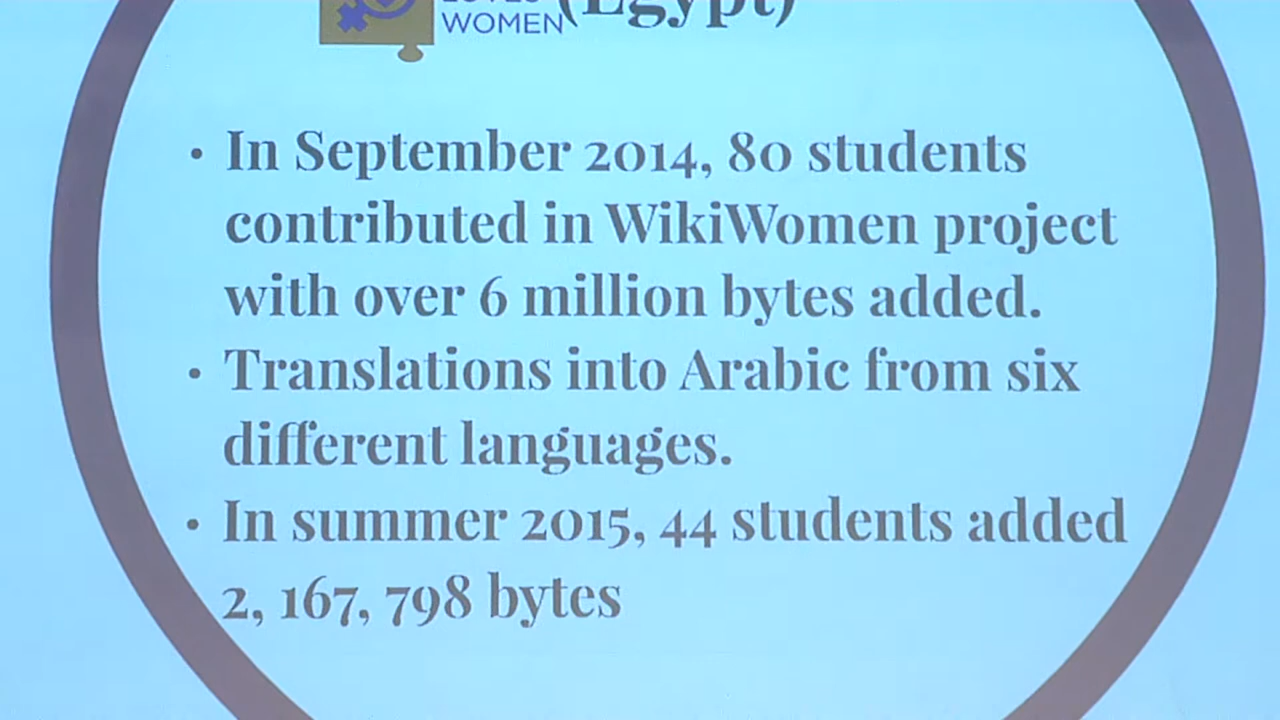 WOMEN (Egypt)
• In September 2014, 80 students
contributed in WikiWomen project
with over 6 million bytes added.
• Translations into Arabic from six
different languages.
• In summer 2015, 44 students added
2, 167, 798 bytes